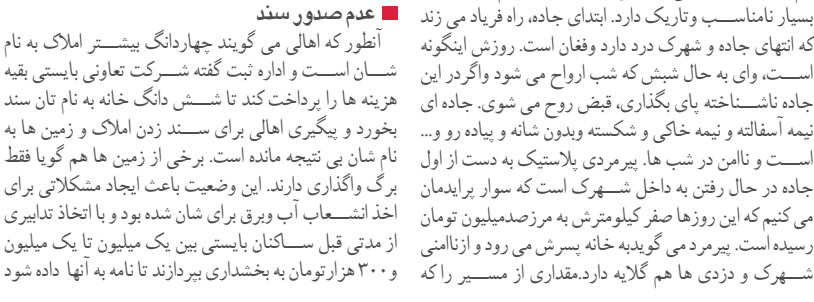 بسیار نامناسب وتاریک دارد. ابتدای جاده، راه فریاد می زند
که انتهای جاده و شهرک درد دارد وفغان است. روزش اینگونه
است، وای به حال شبش که شب ارواح می شود واگردر این
جاده ناشناخته پای بگذاری، قبض روح می شوی. جاده ای
نیمه آسفالته و نیمه خاکی و شکسته وبدون شانه و پیاده رو و...
است و ناامن در شب ها. پیرمردی پلاستیک به دست از اول
جاده در حال رفتن به داخل شهرک است که سوار پرایدمان
می کنیم که این روزها صفر کیلومترش به مرزصدمیلیون تومان
رسیده است. پیرمرد می گویدبه خانه پسرش می رود و ازناامنی
شهرک و دزدی ها هم گلایه دارد.مقداری از مسیر را که
عدم صدور سند
آنطور که اهالی می گویند چهاردانگ بیشتر املاک به نام
شان است و اداره ثبت گفته شرکت تعاونی بایستی بقیه
هزینه ها را پرداخت کند تا شش دانگ خانه به نام تان سند
بخورد و پیگیری اهالی برای سند زدن املاک و زمین ها به
نام شان بی نتیجه مانده است. برخی از زمین ها هم گویا فقط
برگ واگذاری دارند. این وضعیت باعث ایجاد مشکلاتی برای
اخذ انشعاب آب وبرق برای شان شده بود و با اتخاذ تدابیری
از مدتی قبل ساکنان بایستی بین یک میلیون تا یک میلیون
و۳۰۰ هزارتومان به بخشداری بپردازند تا نامه به آنها داده شود